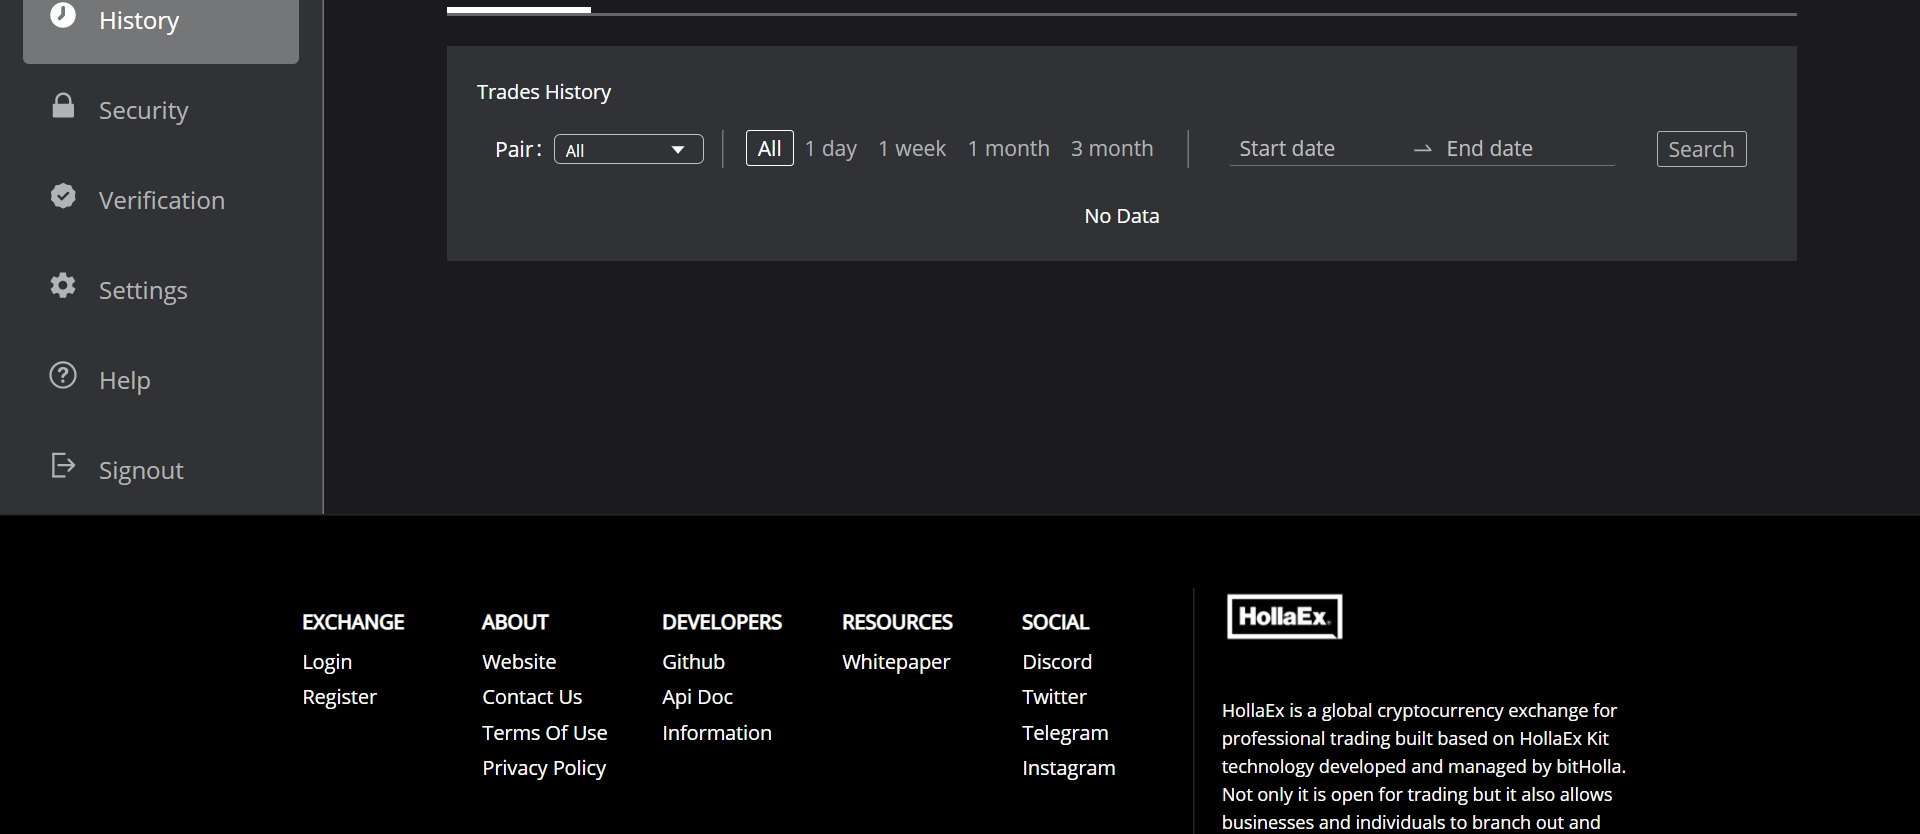 History
Security
Verification
Settings
Help
Signout
Trades History
Pair: All All 1 day 1 week 1 month 3 month Start date → End date Search
No Data
EXCHANGE
Login
Register
ABOUT
Website
Contact Us
Terms Of Use
Privacy Policy
DEVELOPERS
Github
Api Doc
Information
RESOURCES
Whitepaper
SOCIAL
Discord
Twitter
Telegram
Instagram
HollaEx.
HollaEx is a global cryptocurrency exchange for
professional trading built based on HollaEx Kit
technology developed and managed by bitHolla.
Not only it is open for trading but it also allows
businesses and individuals to branch out and